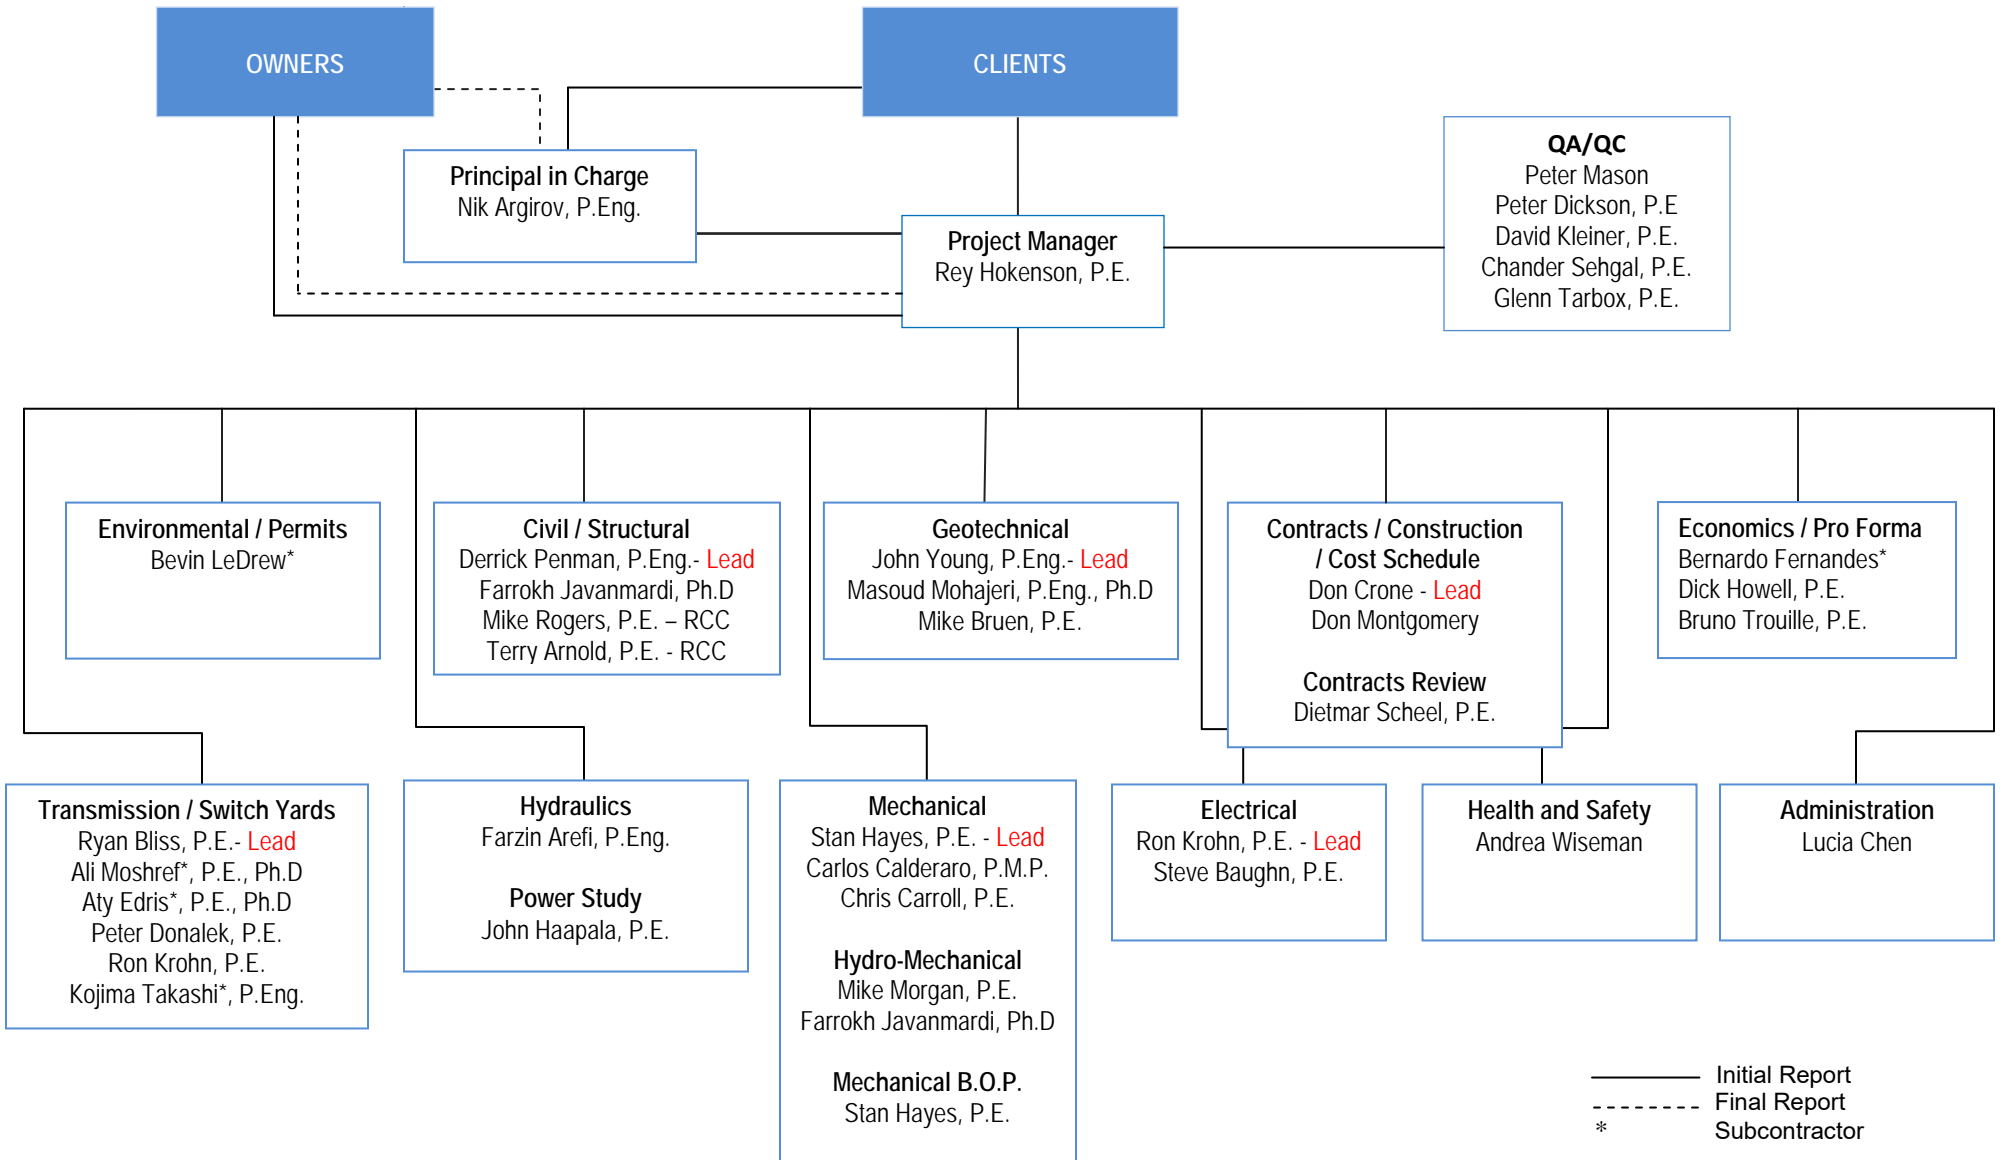 OWNERS
CLIENTS
Principal in Charge
Nik Argirov, P.Eng.
Project Manager
Rey Hokenson, P.E.
QA/QC
Peter Mason
Peter Dickson, P.E
David Kleiner, P.E.
Chander Sehgal, P.E.
Glenn Tarbox, P.E.
Environmental / Permits
Bevin LeDrew*
Civil / Structural
Derrick Penman, P.Eng.- Lead
Farrokh Javanmardi, Ph.D
Mike Rogers, P.E. – RCC
Terry Arnold, P.E. - RCC
Geotechnical
John Young, P.Eng.- Lead
Masoud Mohajeri, P.Eng., Ph.D
Mike Bruen, P.E.
Contracts / Construction
/ Cost Schedule
Don Crone - Lead
Don Montgomery
Contracts Review
Dietmar Scheel, P.E.
Economics / Pro Forma
Bernardo Fernandes*
Dick Howell, P.E.
Bruno Trouille, P.E.
Transmission / Switch Yards
Ryan Bliss, P.E.- Lead
Ali Moshref*, P.E., Ph.D
Aty Edris*, P.E., Ph.D
Peter Donalek, P.E.
Ron Krohn, P.E.
Kojima Takashi*, P.Eng.
Hydraulics
Farzin Arefi, P.Eng.
Power Study
John Haapala, P.E.
Mechanical
Stan Hayes, P.E. - Lead
Carlos Calderaro, P.M.P.
Chris Carroll, P.E.
Hydro-Mechanical
Mike Morgan, P.E.
Farrokh Javanmardi, Ph.D
Mechanical B.O.P.
Stan Hayes, P.E.
Electrical
Ron Krohn, P.E. - Lead
Steve Baughn, P.E.
Health and Safety
Andrea Wiseman
Administration
Lucia Chen
Initial Report
Final Report
* Subcontractor